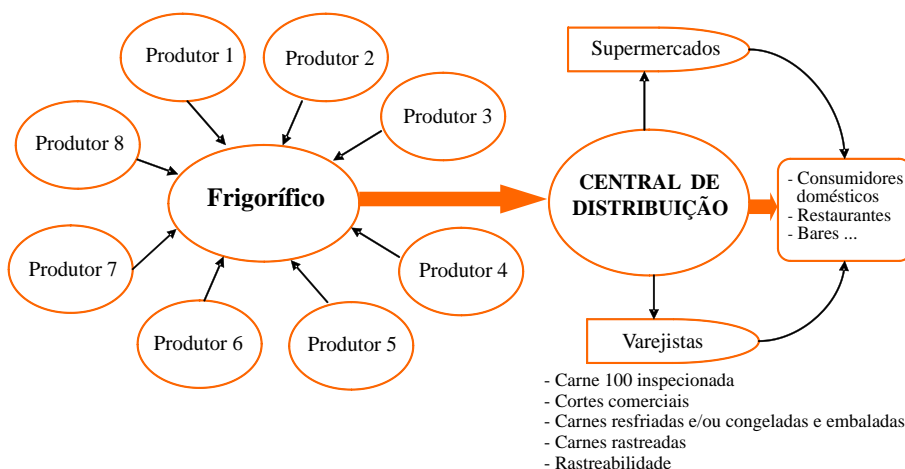 Produtor 1
Produtor 2
Produtor 3
Produtor 8
Frigorífico
Produtor 7
Produtor 4
Produtor 6
Produtor 5
Supermercados
CENTRAL DE
DISTRIBUIÇÃO
- Consumidores
domésticos
- Restaurantes
- Bares ...
Varejistas
- Carne 100 inspecionada
- Cortes comerciais
- Carnes resfriadas e/ou congeladas e embaladas
- Carnes rastreadas
- Rastreabilidade